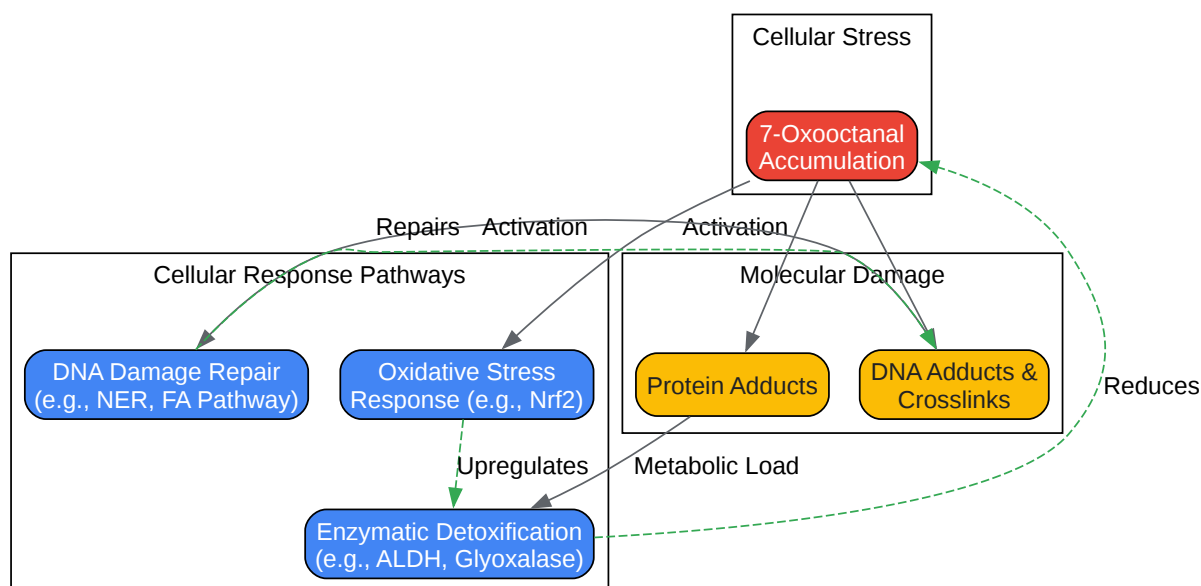 Cellular Stress
7-Oxooctanal
Accumulation
Repairs
Activation
Activation
Cellular Response Pathways
Molecular Damage
DNA Damage Repair
(e.g., NER, FA Pathway)
Oxidative Stress
Response (e.g., Nrf2)
Protein Adducts
DNA Adducts &
Crosslinks
Reduces
Upregulates
Metabolic Load
Enzymatic Detoxification
(e.g., ALDH, Glyoxalase)